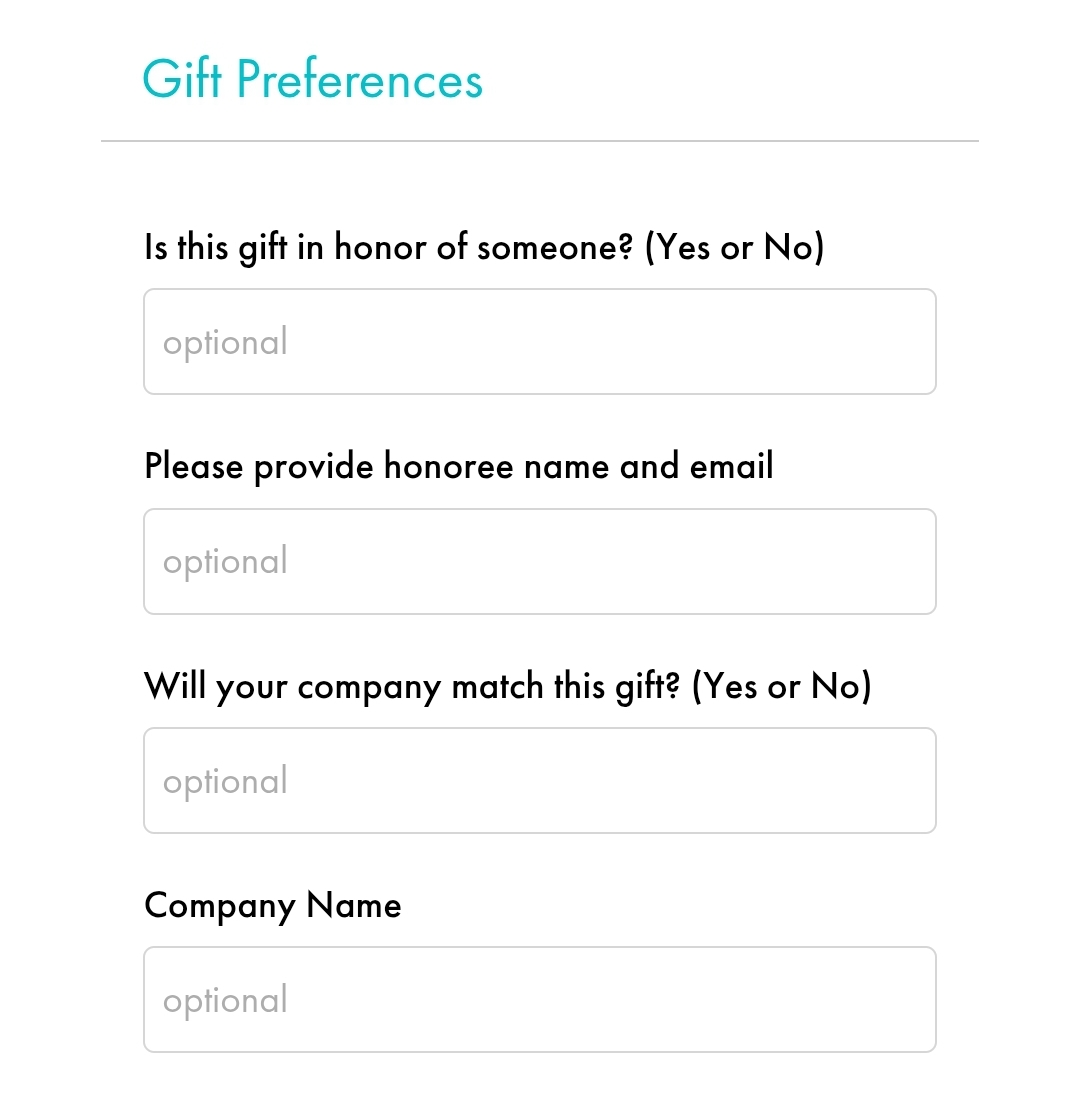 Gift Preferences
Is this gift in honor of someone? (Yes or No)
optional
Please provide honoree name and email
optional
Will your company match this gift? (Yes or No)
optional
Company Name
optional